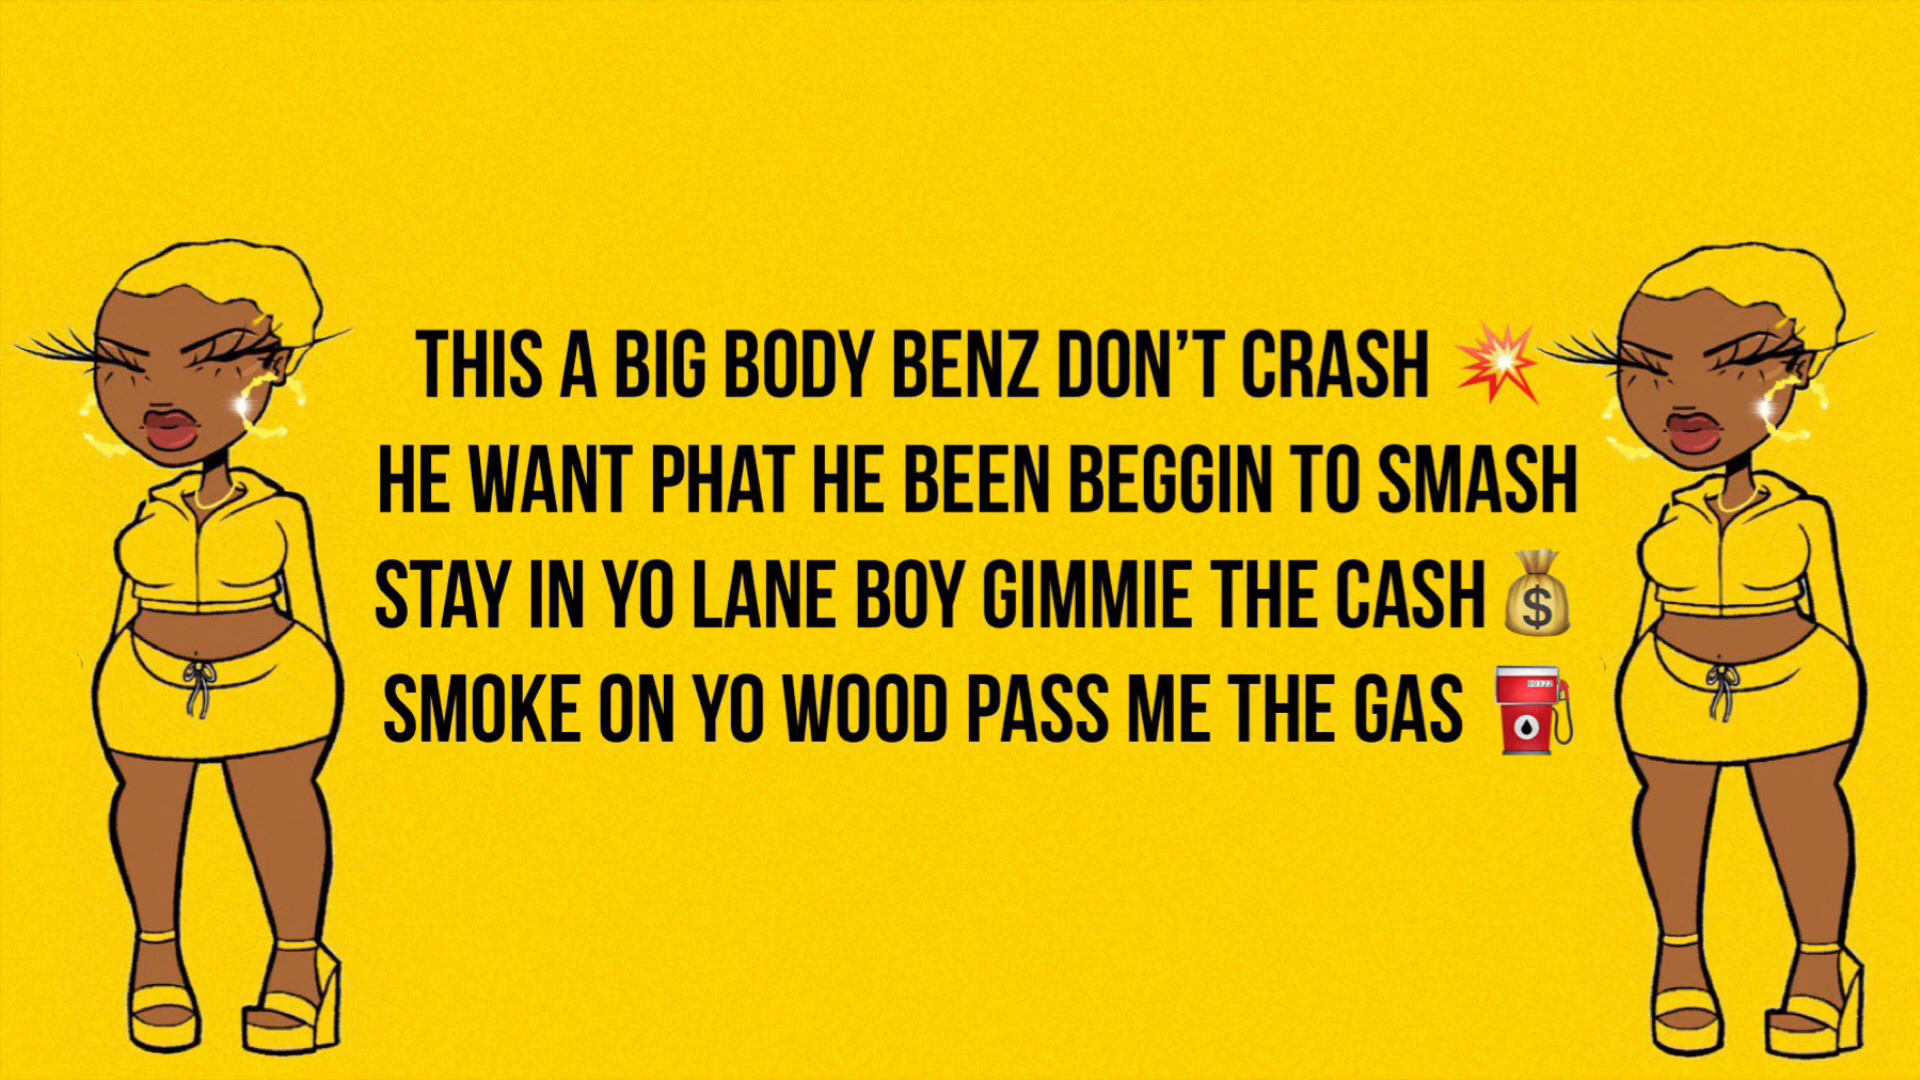 THIS A BIG BODY BENZ DON'T CRASH 💥
HE WANT PHAT HE BEEN BEGGIN TO SMASH
STAY IN YO LANE BOY GIMMIE THE CASH 💰
SMOKE ON YO WOOD PASS ME THE GAS ⛽